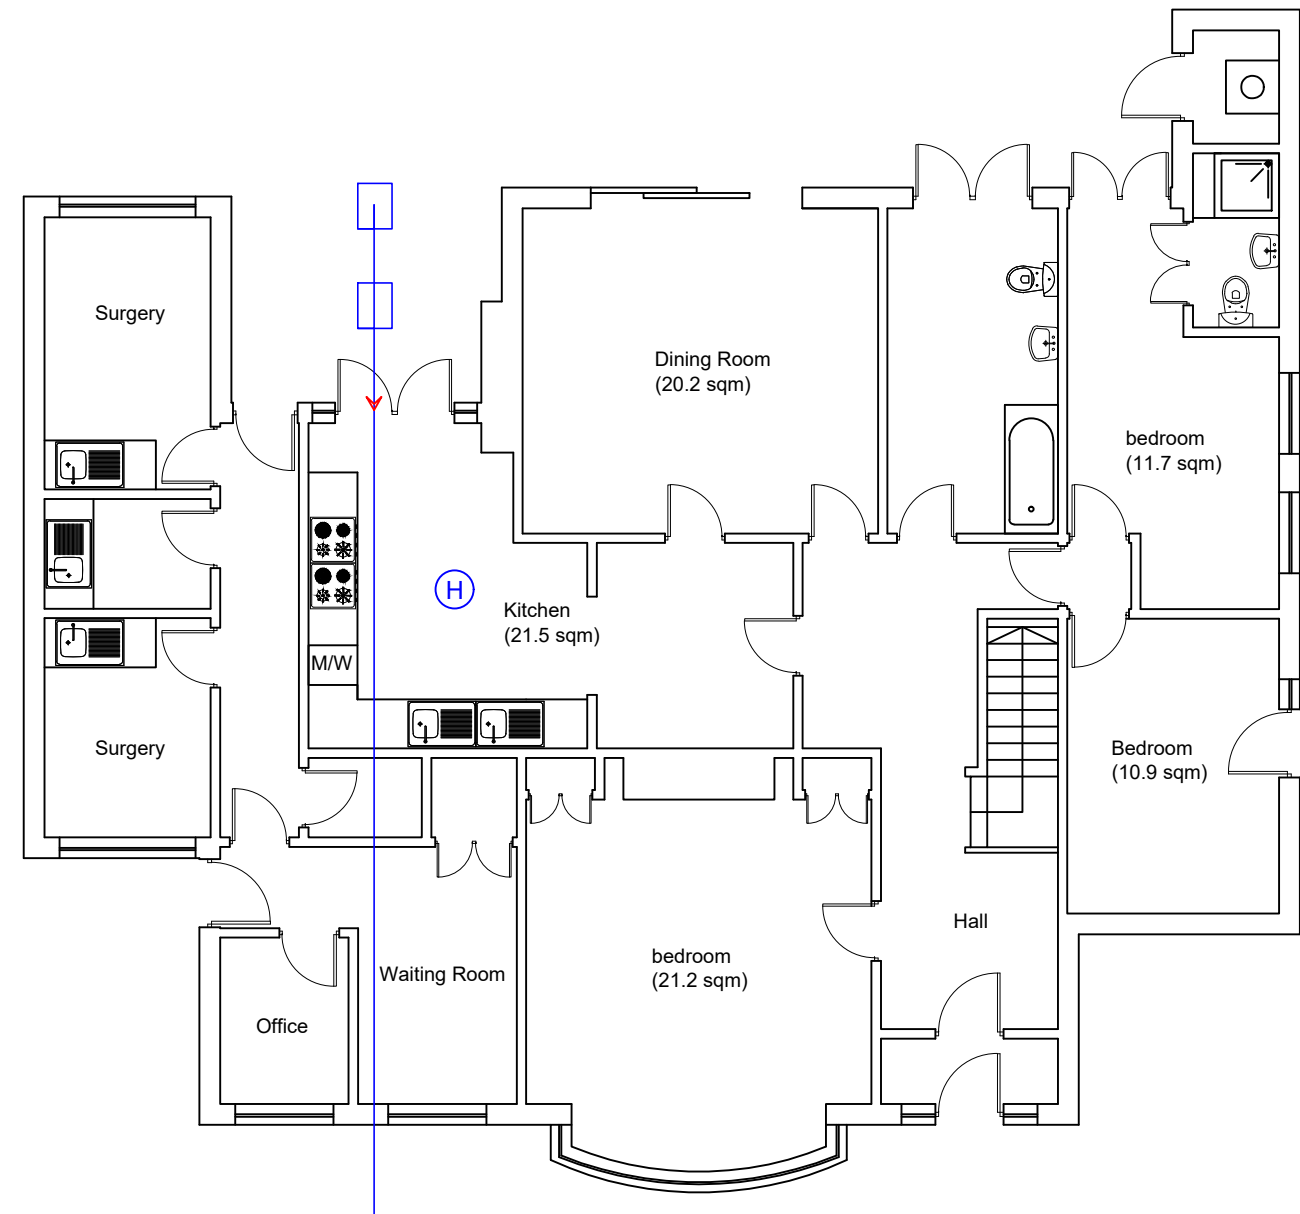 Surgery
Dining Room
(20.2 sqm)
bedroom
(11.7 sqm)
H
Kitchen
(21.5 sqm)
M/W
Surgery
Bedroom
(10.9 sqm)
Hall
bedroom
(21.2 sqm)
Waiting Room
Office